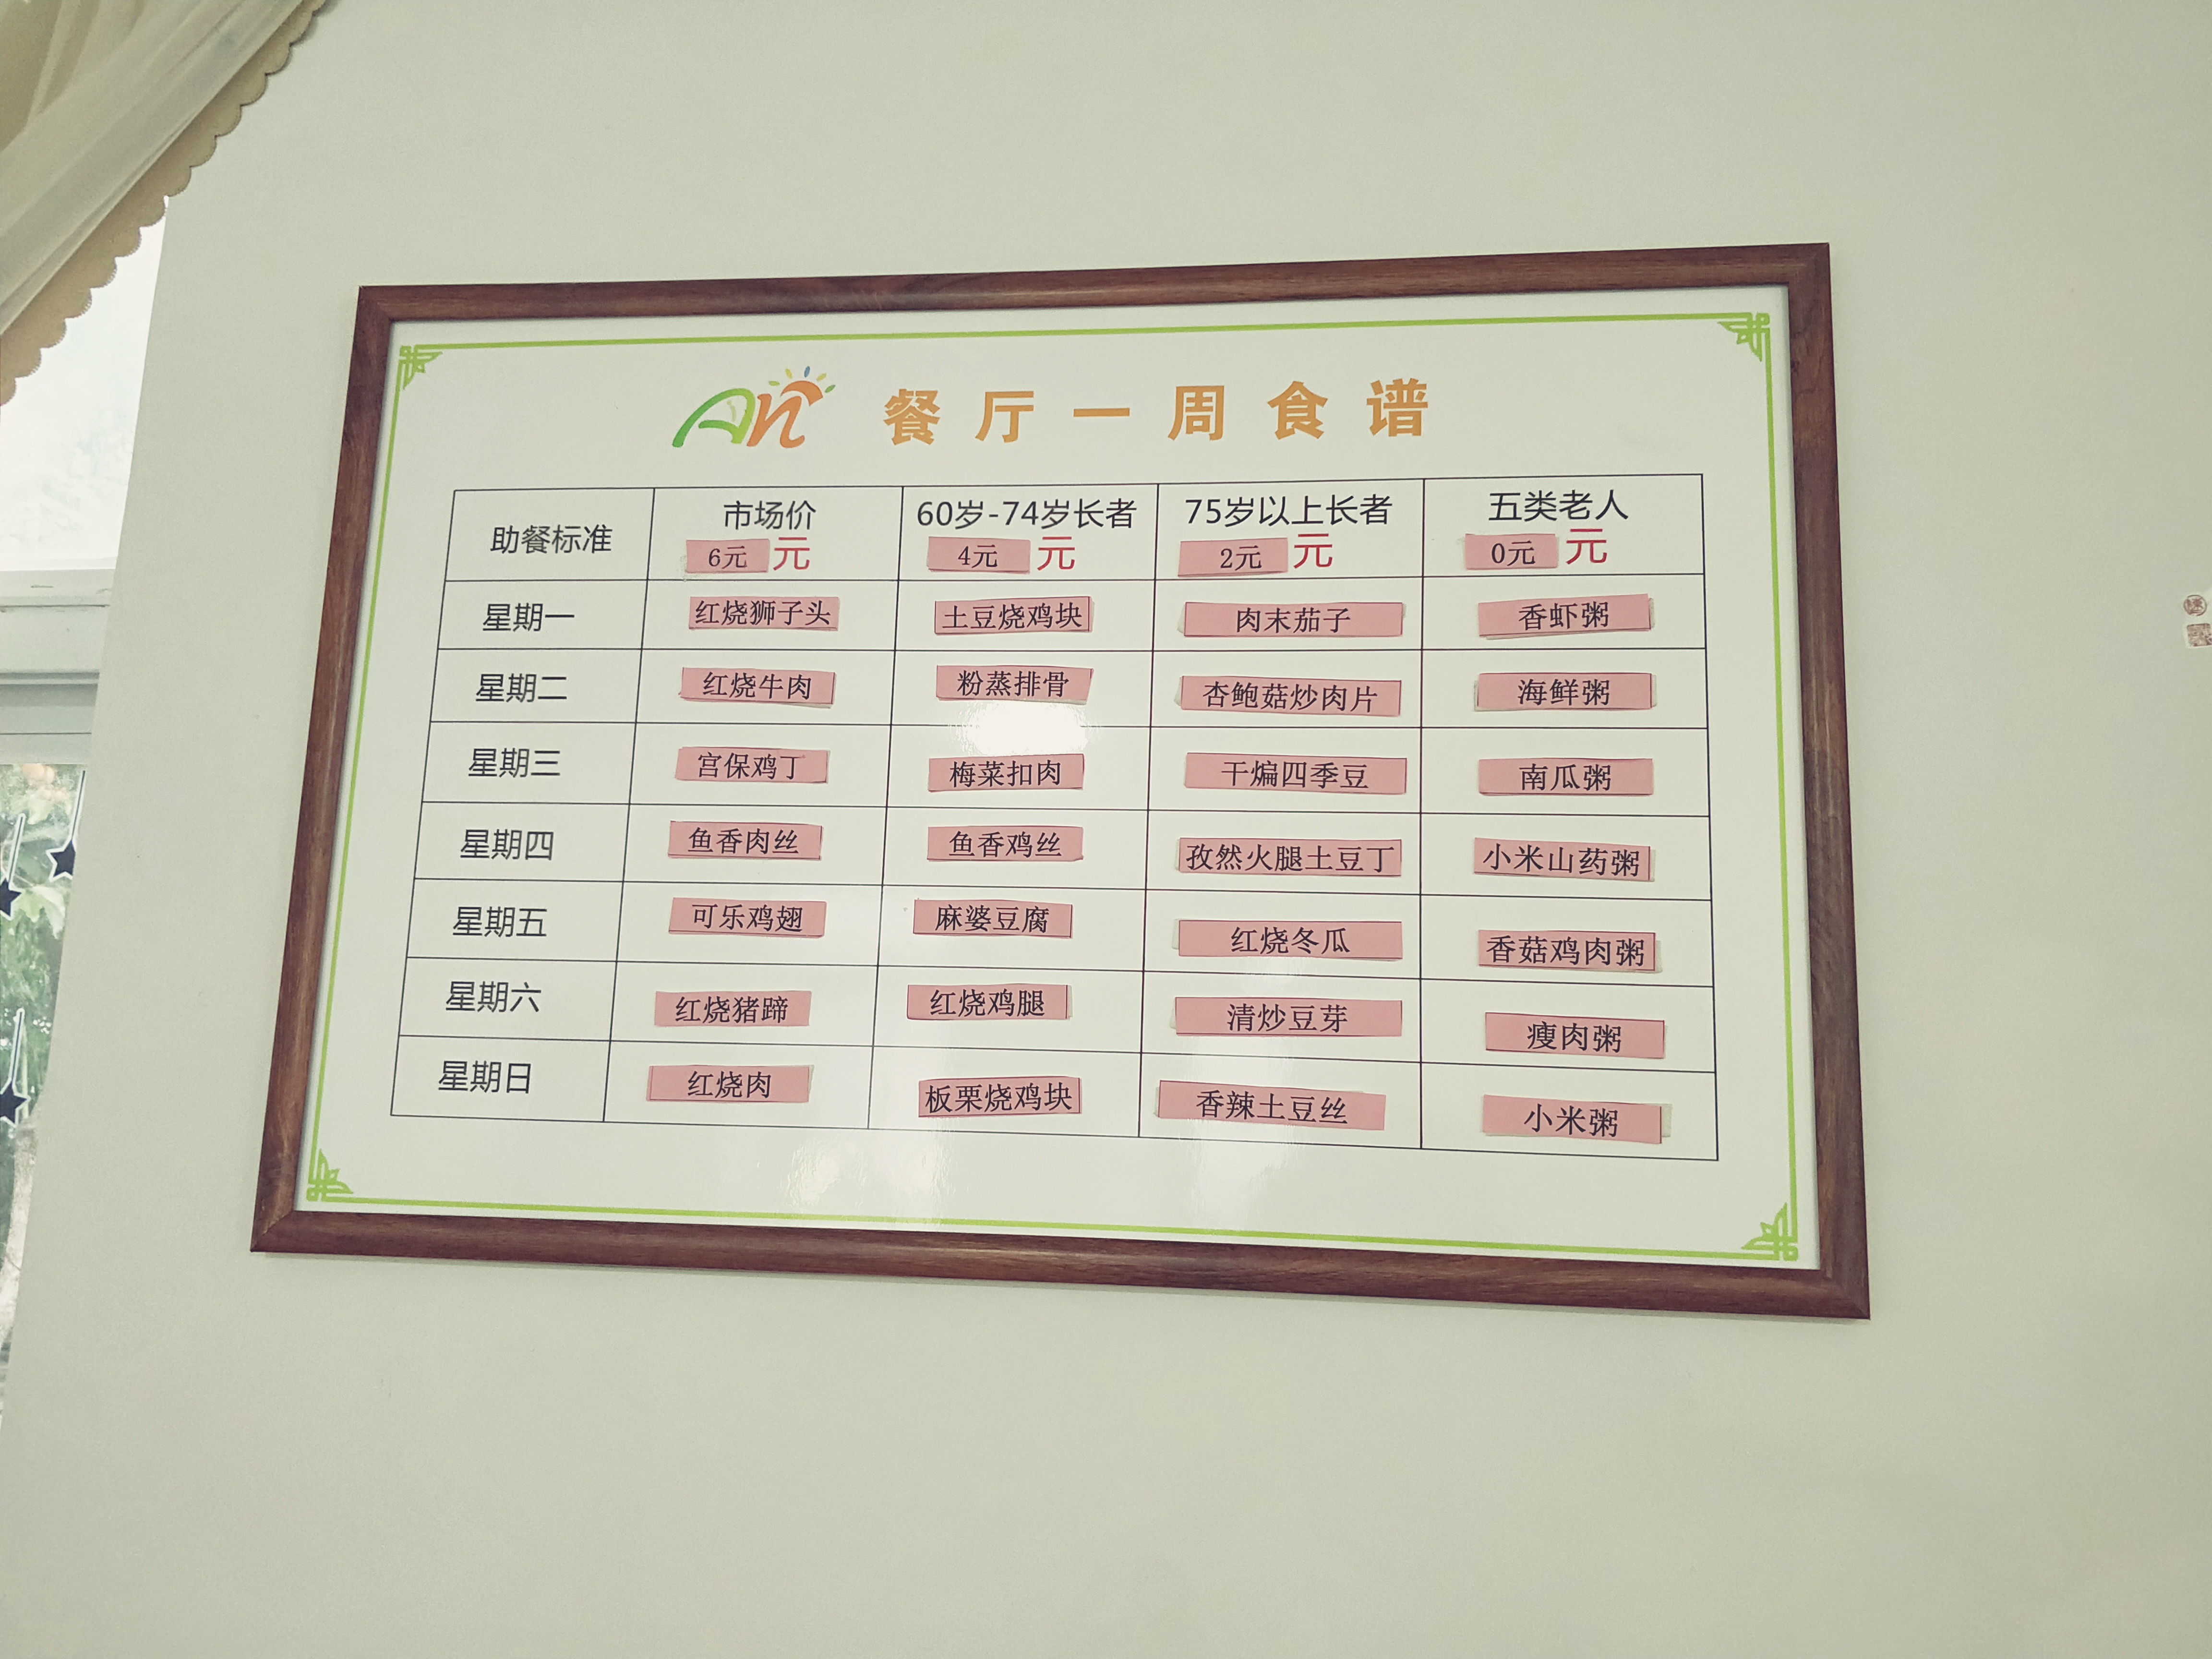 An 餐厅一周食谱
助餐标准 市场价 60岁-74岁长者 75岁以上长者 五类老人
6元 元 4元 元 2元 元 0元 元
星期一 红烧狮子头 土豆烧鸡块 肉末茄子 香虾粥
星期二 红烧牛肉 粉蒸排骨 杏鲍菇炒肉片 海鲜粥
星期三 宫保鸡丁 梅菜扣肉 干煸四季豆 南瓜粥
星期四 鱼香肉丝 鱼香鸡丝 孜然火腿土豆丁 小米山药粥
星期五 可乐鸡翅 麻婆豆腐 红烧冬瓜 香菇鸡肉粥
星期六 红烧猪蹄 红烧鸡腿 清炒豆芽 瘦肉粥
星期日 红烧肉 板栗烧鸡块 香辣土豆丝 小米粥